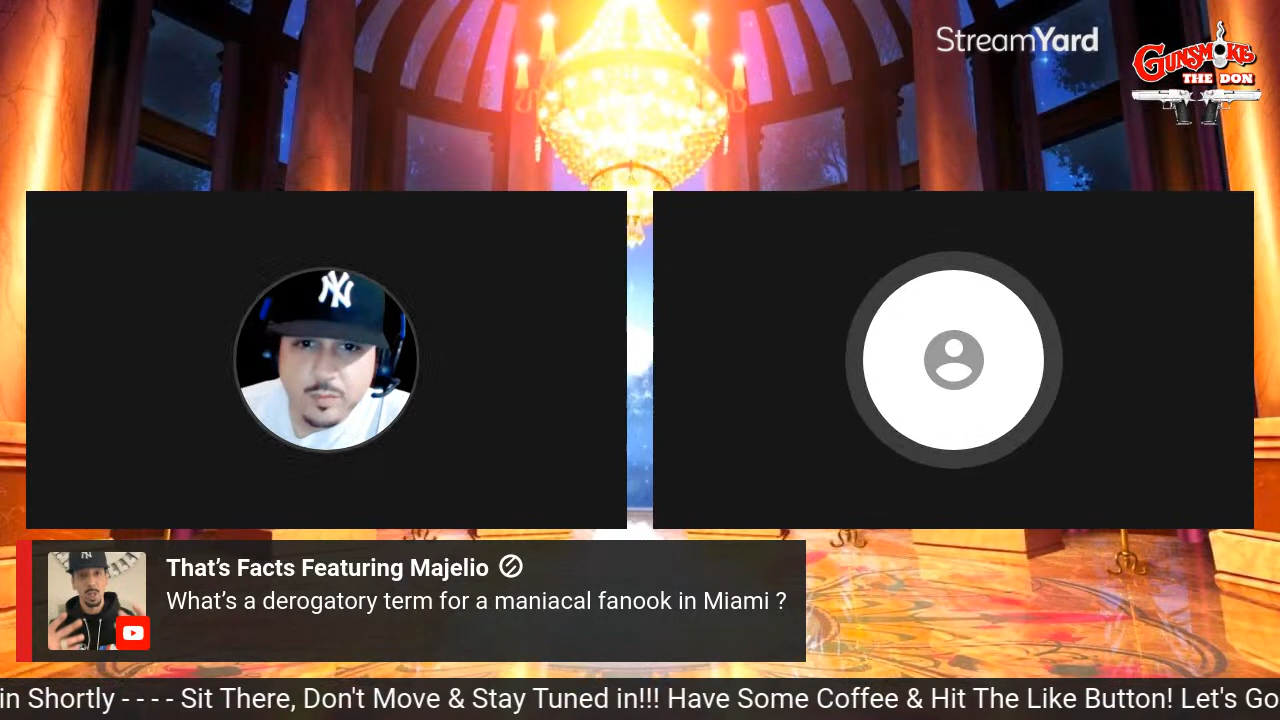 StreamYard
GUNSMOKE
THE DON
NY
That’s Facts Featuring Majelio
What’s a derogatory term for a maniacal fanook in Miami ?
in Shortly - - - - Sit There, Don't Move & Stay Tuned in!!! Have Some Coffee & Hit The Like Button! Let's Go